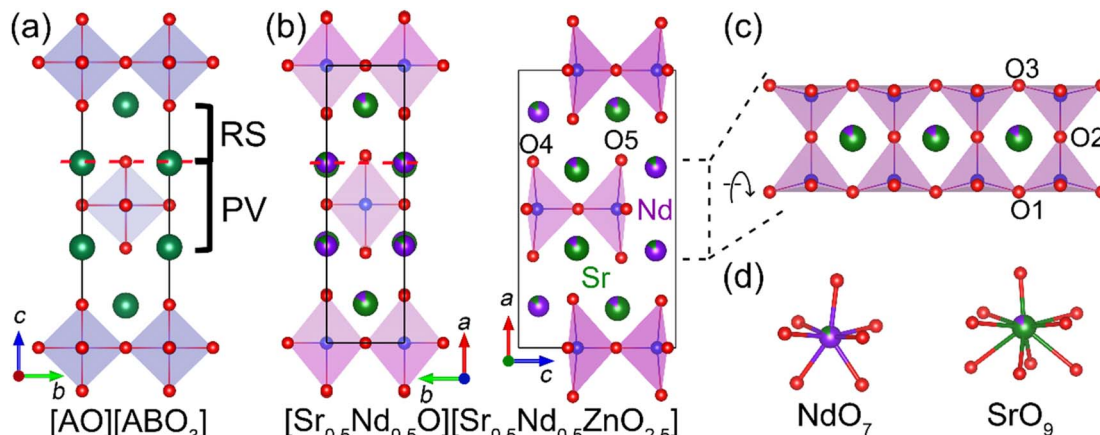 (a)
RS
PV
c
b
[AO][ABO₃]
(b)
O4
O5
Nd
Sr
a
b
a
c
[Sr₀.₅Nd₀.₅O][Sr₀.₅Nd₀.₅ZnO₂.₅]
(c)
O3
O2
O1
(d)
NdO₇
SrO₉